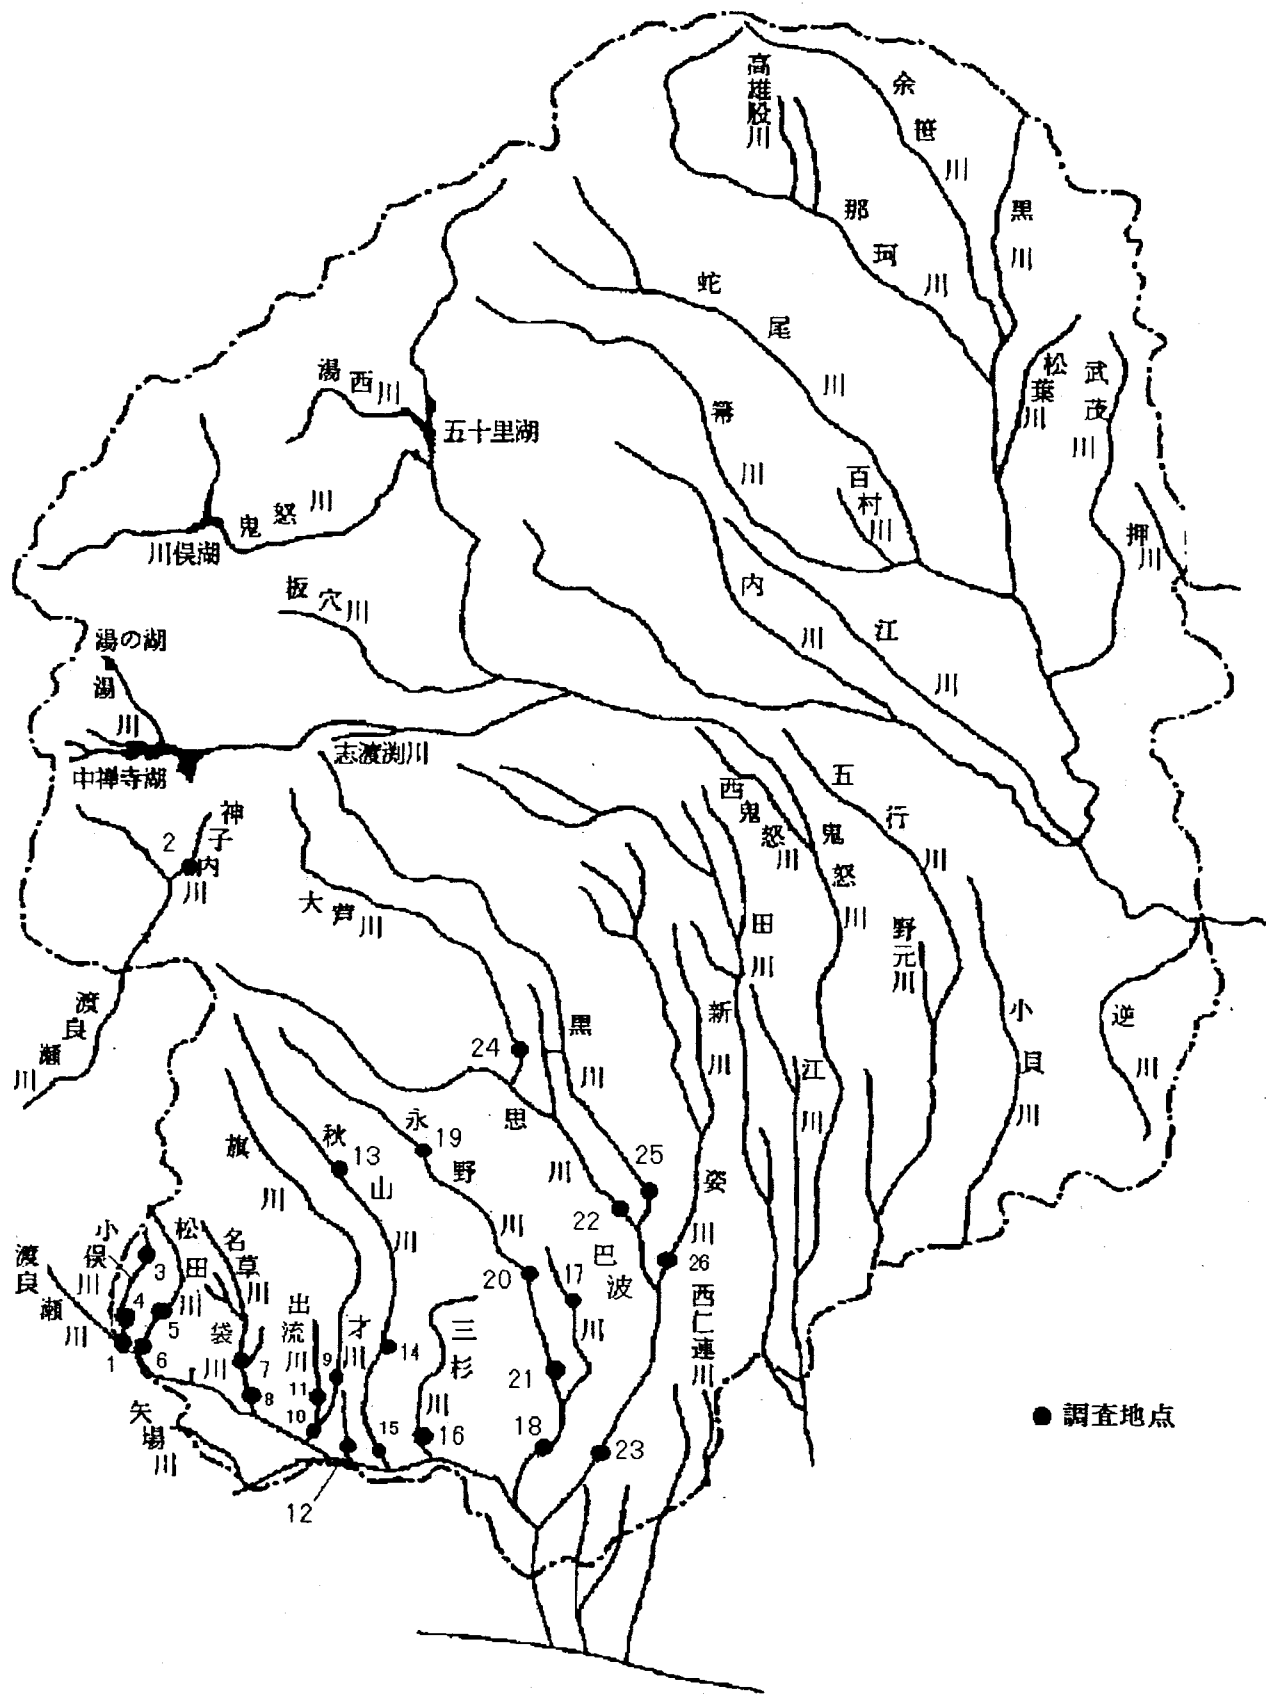 高雄股川
余笹川
黒川
那珂川
蛇尾川
松葉川
武茂川
湯西川
五十里湖
箒川
百村川
押川
鬼怒川
川俣湖
板穴川
内川
江川
湯の湖
湯川
中禅寺湖
志渡渕川
神子内川
2
西鬼怒川
鬼怒川
五行川
大芦川
田川
野元川
渡良瀬川
新川
小貝川
逆川
黒川
24
思川
江川
永野川
19
秋山川
13
旗川
25
姿川
22
巴波川
26
20
17
小俣川
松田川
名草川
渡良瀬川
3
4
5
1
6
袋川
7
8
出流川
才川
9
11
10
14
三杉川
西仁連川
21
15
16
18
23
矢場川
12
●調査地点